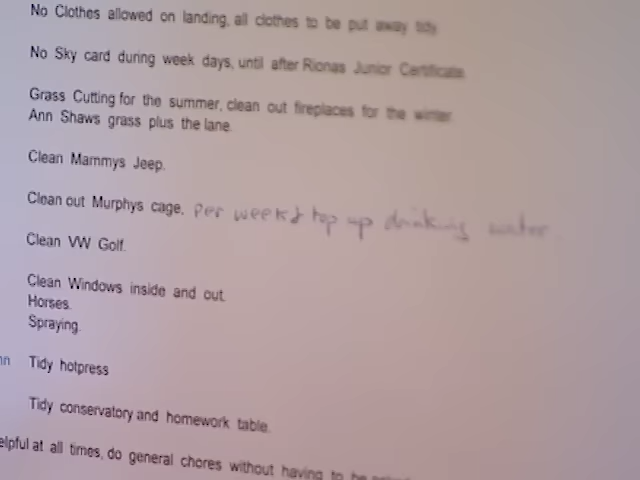 No Clothes allowed on landing, all clothes to be put away tidy
No Sky card during week days, until after Rionas Junior Certificate.
Grass Cutting for the summer, clean out fireplaces for the winter.
Ann Shaws grass plus the lane.
Clean Mammys Jeep.
Clean out Murphys cage. per week & top up drinking water
Clean VW Golf.
Clean Windows inside and out.
Horses.
Spraying.
Tidy hotpress
Tidy conservatory and homework table.
elpful at all times, do general chores without having to be